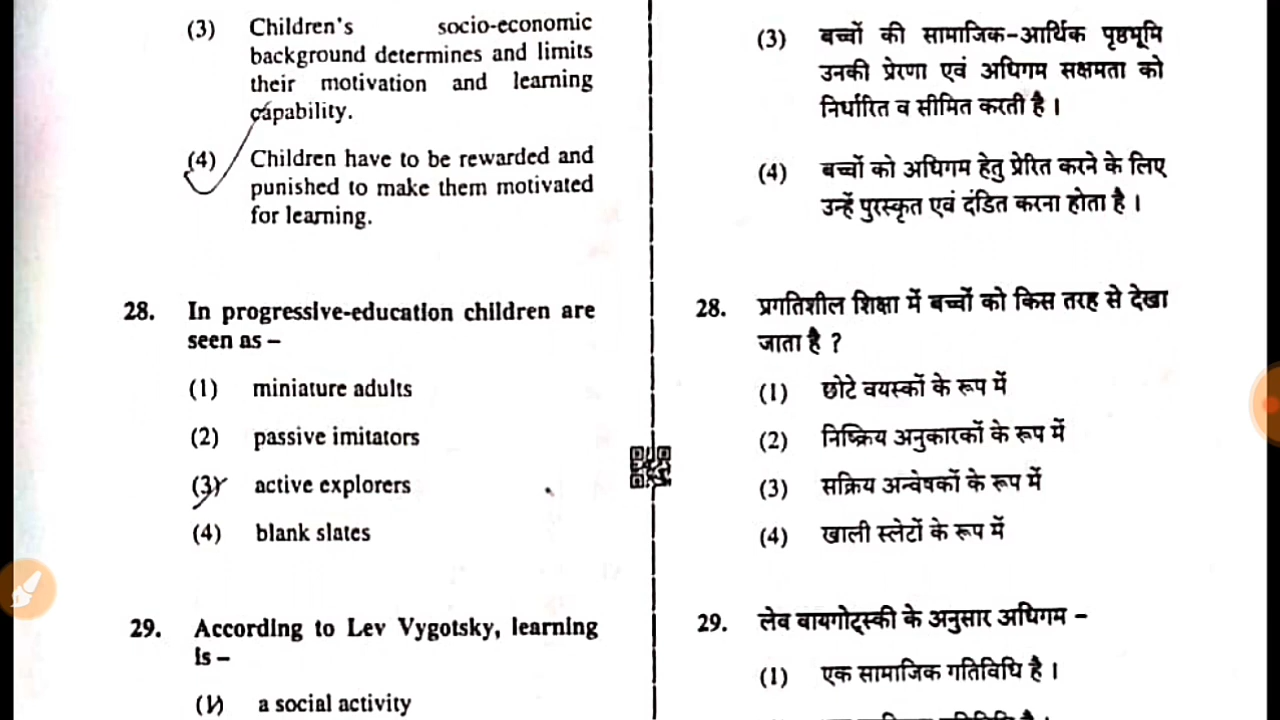 (3) Children's socio-economic
background determines and limits
their motivation and learning
capability.
(4) Children have to be rewarded and
punished to make them motivated
for learning.
28. In progressive-education children are
seen as –
(1) miniature adults
(2) passive imitators
(3) active explorers
(4) blank slates
29. According to Lev Vygotsky, learning
is –
(1) a social activity
(3) बच्चों की सामाजिक-आर्थिक पृष्ठभूमि
उनकी प्रेरणा एवं अधिगम सक्षमता को
निर्धारित व सीमित करती है ।
(4) बच्चों को अधिगम हेतु प्रेरित करने के लिए
उन्हें पुरस्कृत एवं दंडित करना होता है ।
28. प्रगतिशील शिक्षा में बच्चों को किस तरह से देखा
जाता है ?
(1) छोटे वयस्कों के रूप में
(2) निष्क्रिय अनुकारकों के रूप में
(3) सक्रिय अन्वेषकों के रूप में
(4) खाली स्लेटों के रूप में
29. लेव वायगोट्स्की के अनुसार अधिगम –
(1) एक सामाजिक गतिविधि है ।